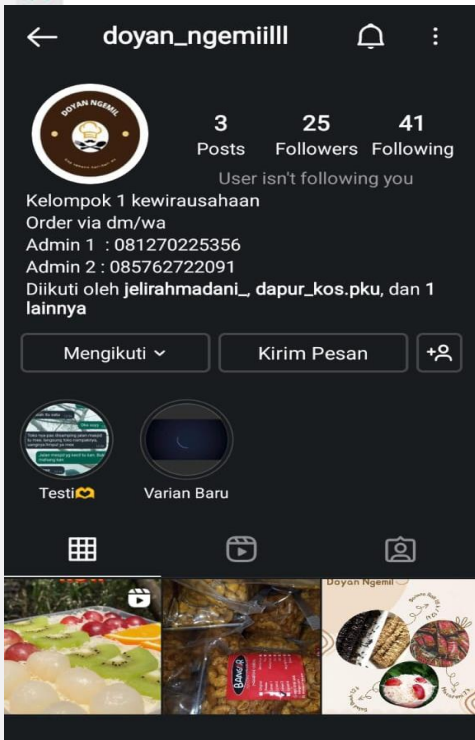 doyan_ngemiilll
DOYAN NGEMIL
3
25
41
Posts
Followers
Following
User isn't following you
Kelompok 1 kewirausahaan
Order via dm/wa
Admin 1 : 081270225356
Admin 2 : 085762722091
Diikuti oleh jelirahmadani_, dapur_kos.pku, dan 1
lainnya
Mengikuti
Kirim Pesan
Testi🫶
Varian Baru
BANGOR
Doyan Ngemil